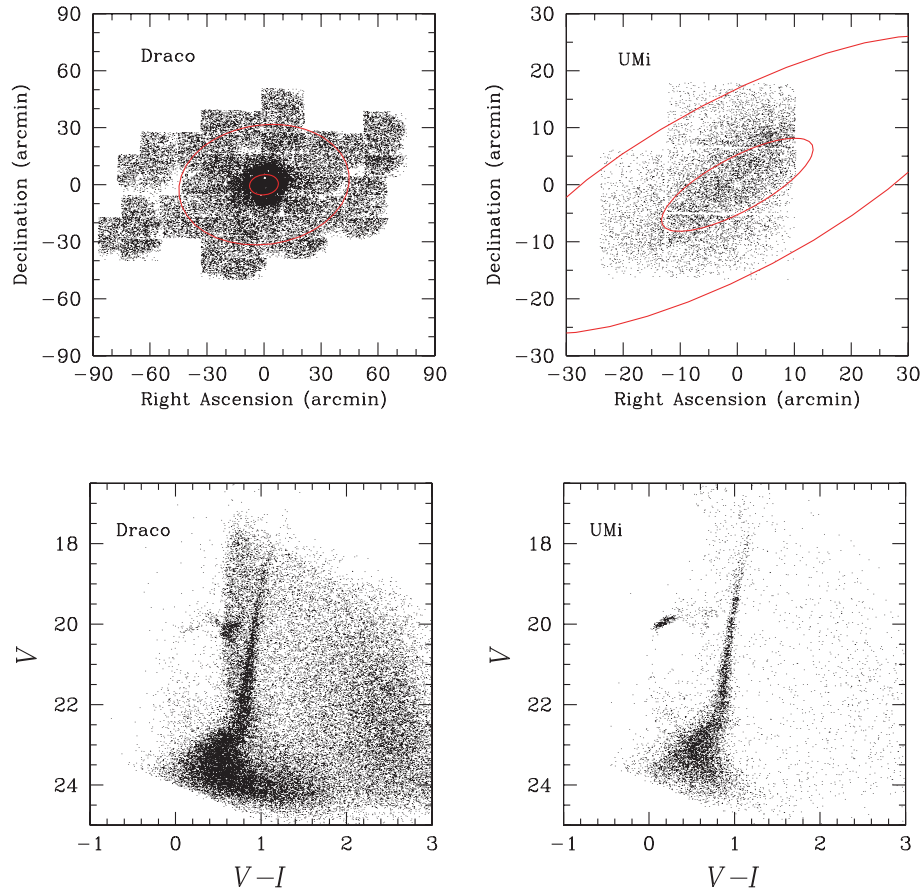 90
60
30
0
−30
−60
−90
Declination (arcmin)
Draco
−90 −60 −30 0 30 60 90
Right Ascension (arcmin)
30
20
10
0
−10
−20
−30
Declination (arcmin)
UMi
−30 −20 −10 0 10 20 30
Right Ascension (arcmin)
18
20
22
24
V
Draco
−1 0 1 2 3
V−I
18
20
22
24
V
UMi
−1 0 1 2 3
V−I